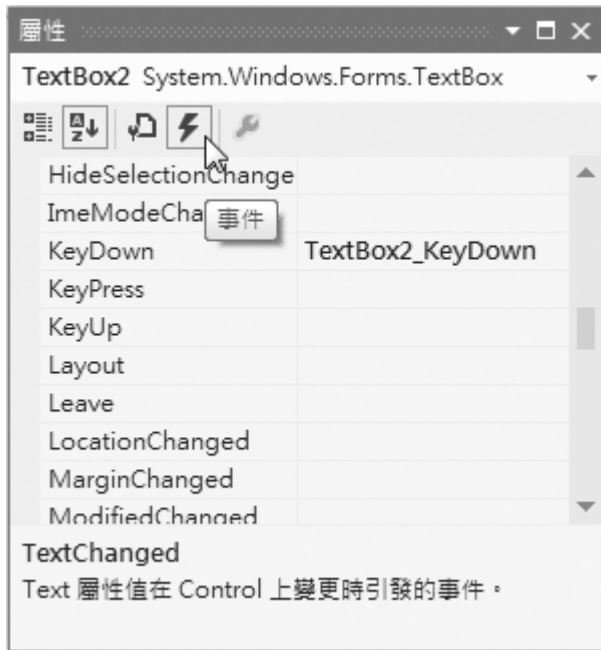 屬性
TextBox2 System.Windows.Forms.TextBox
HideSelectionChange
ImeModeCha
事件
KeyDown TextBox2_KeyDown
KeyPress
KeyUp
Layout
Leave
LocationChanged
MarginChanged
ModifiedChanged
TextChanged
Text 屬性值在 Control 上變更時引發的事件。